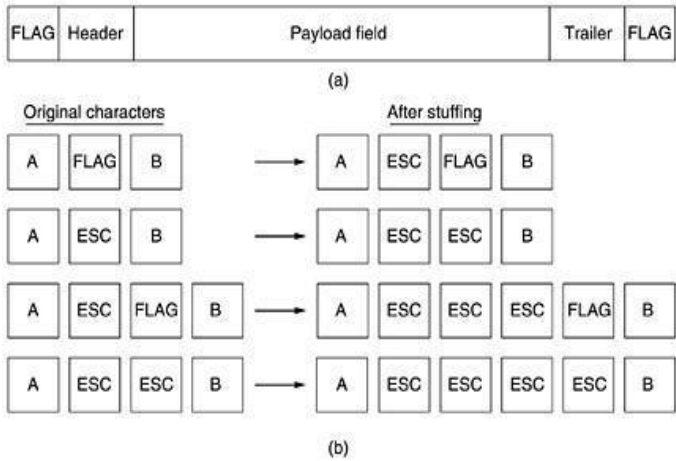 FLAG Header Payload field Trailer FLAG
(a)
Original characters After stuffing
A FLAG B A ESC FLAG B
A ESC B A ESC ESC B
A ESC FLAG B A ESC ESC ESC FLAG B
A ESC ESC B A ESC ESC ESC ESC B
(b)